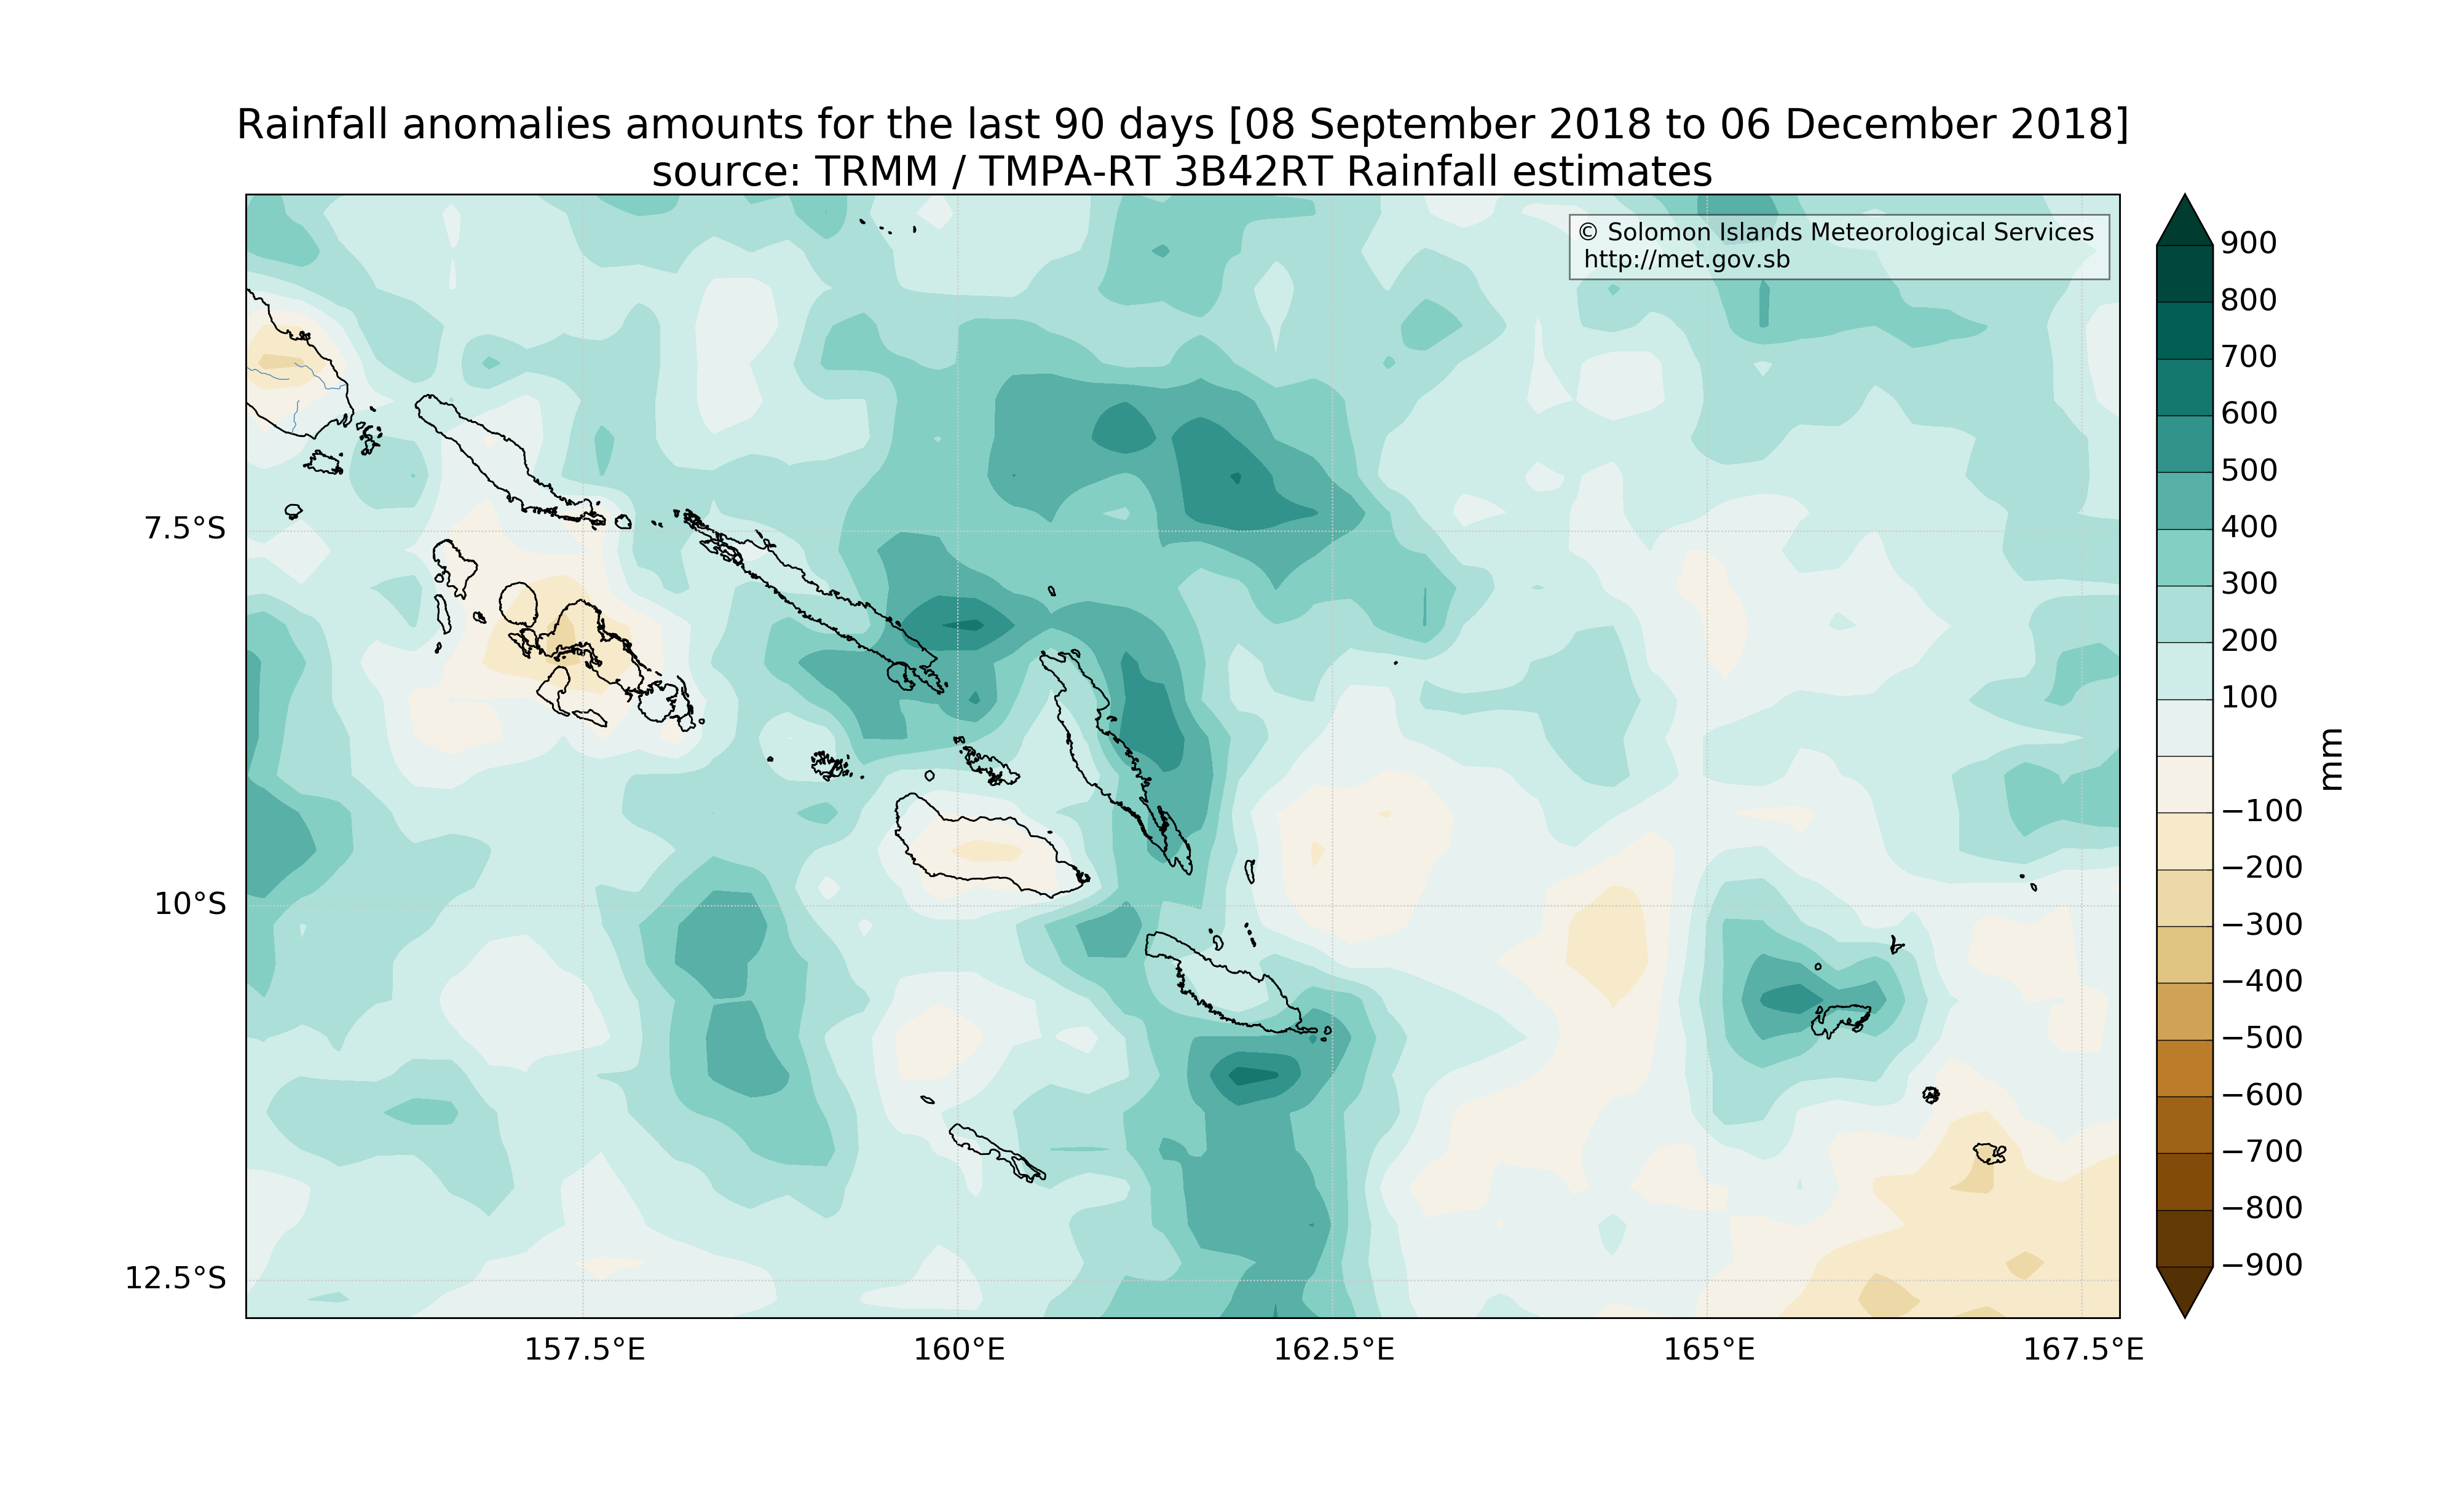 Rainfall anomalies amounts for the last 90 days [08 September 2018 to 06 December 2018]
source: TRMM / TMPA-RT 3B42RT Rainfall estimates
© Solomon Islands Meteorological Services
http://met.gov.sb
7.5°S
10°S
12.5°S
157.5°E
160°E
162.5°E
165°E
167.5°E
900
800
700
600
500
400
300
200
100
−100
−200
−300
−400
−500
−600
−700
−800
−900
mm